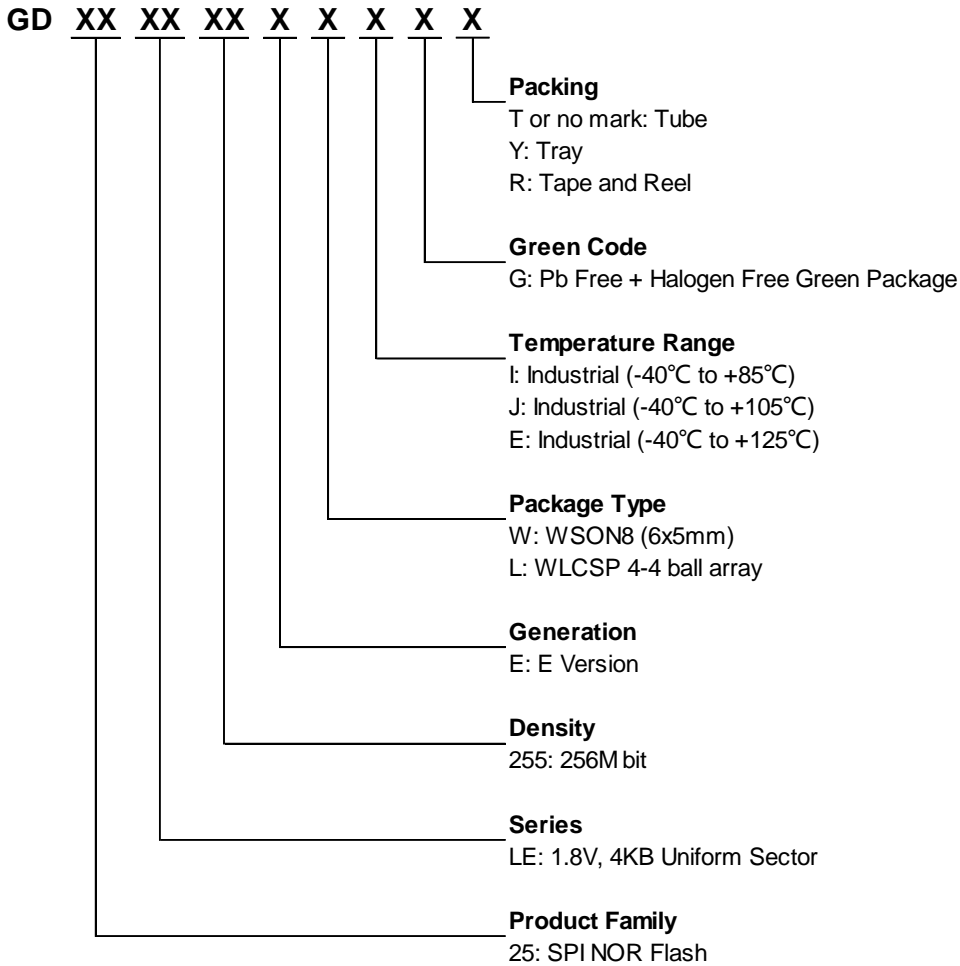 GD XX XX XX X X X X X
Packing
T or no mark: Tube
Y: Tray
R: Tape and Reel
Green Code
G: Pb Free + Halogen Free Green Package
Temperature Range
I: Industrial (-40℃ to +85℃)
J: Industrial (-40℃ to +105℃)
E: Industrial (-40℃ to +125℃)
Package Type
W: WSON8 (6x5mm)
L: WLCSP 4-4 ball array
Generation
E: E Version
Density
255: 256M bit
Series
LE: 1.8V, 4KB Uniform Sector
Product Family
25: SPI NOR Flash